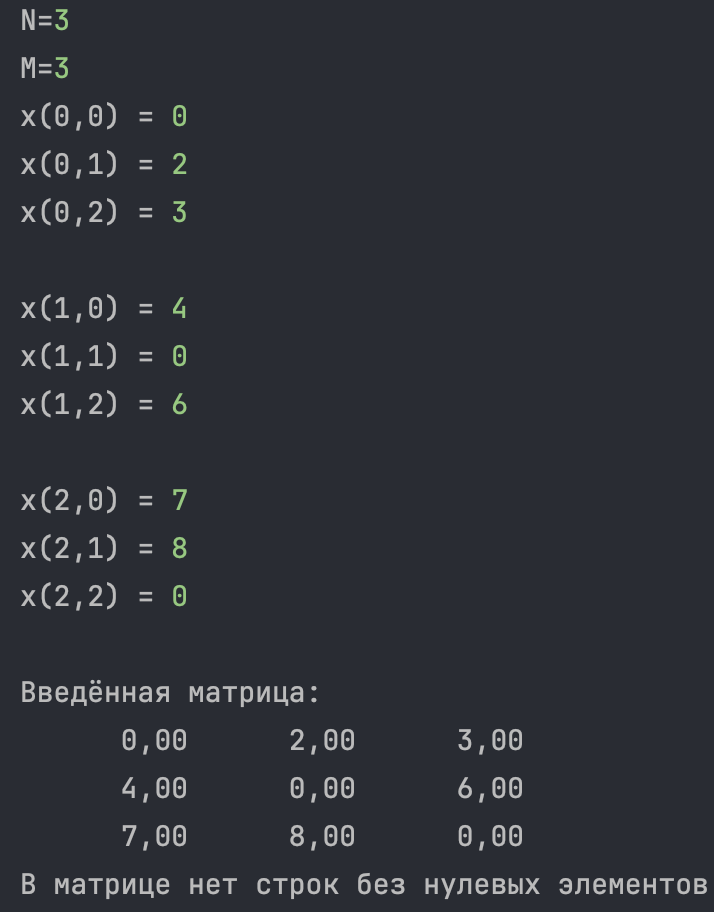 N=3
M=3
x(0,0) = 0
x(0,1) = 2
x(0,2) = 3
x(1,0) = 4
x(1,1) = 0
x(1,2) = 6
x(2,0) = 7
x(2,1) = 8
x(2,2) = 0
Введённая матрица:
0,00 2,00 3,00
4,00 0,00 6,00
7,00 8,00 0,00
В матрице нет строк без нулевых элементов